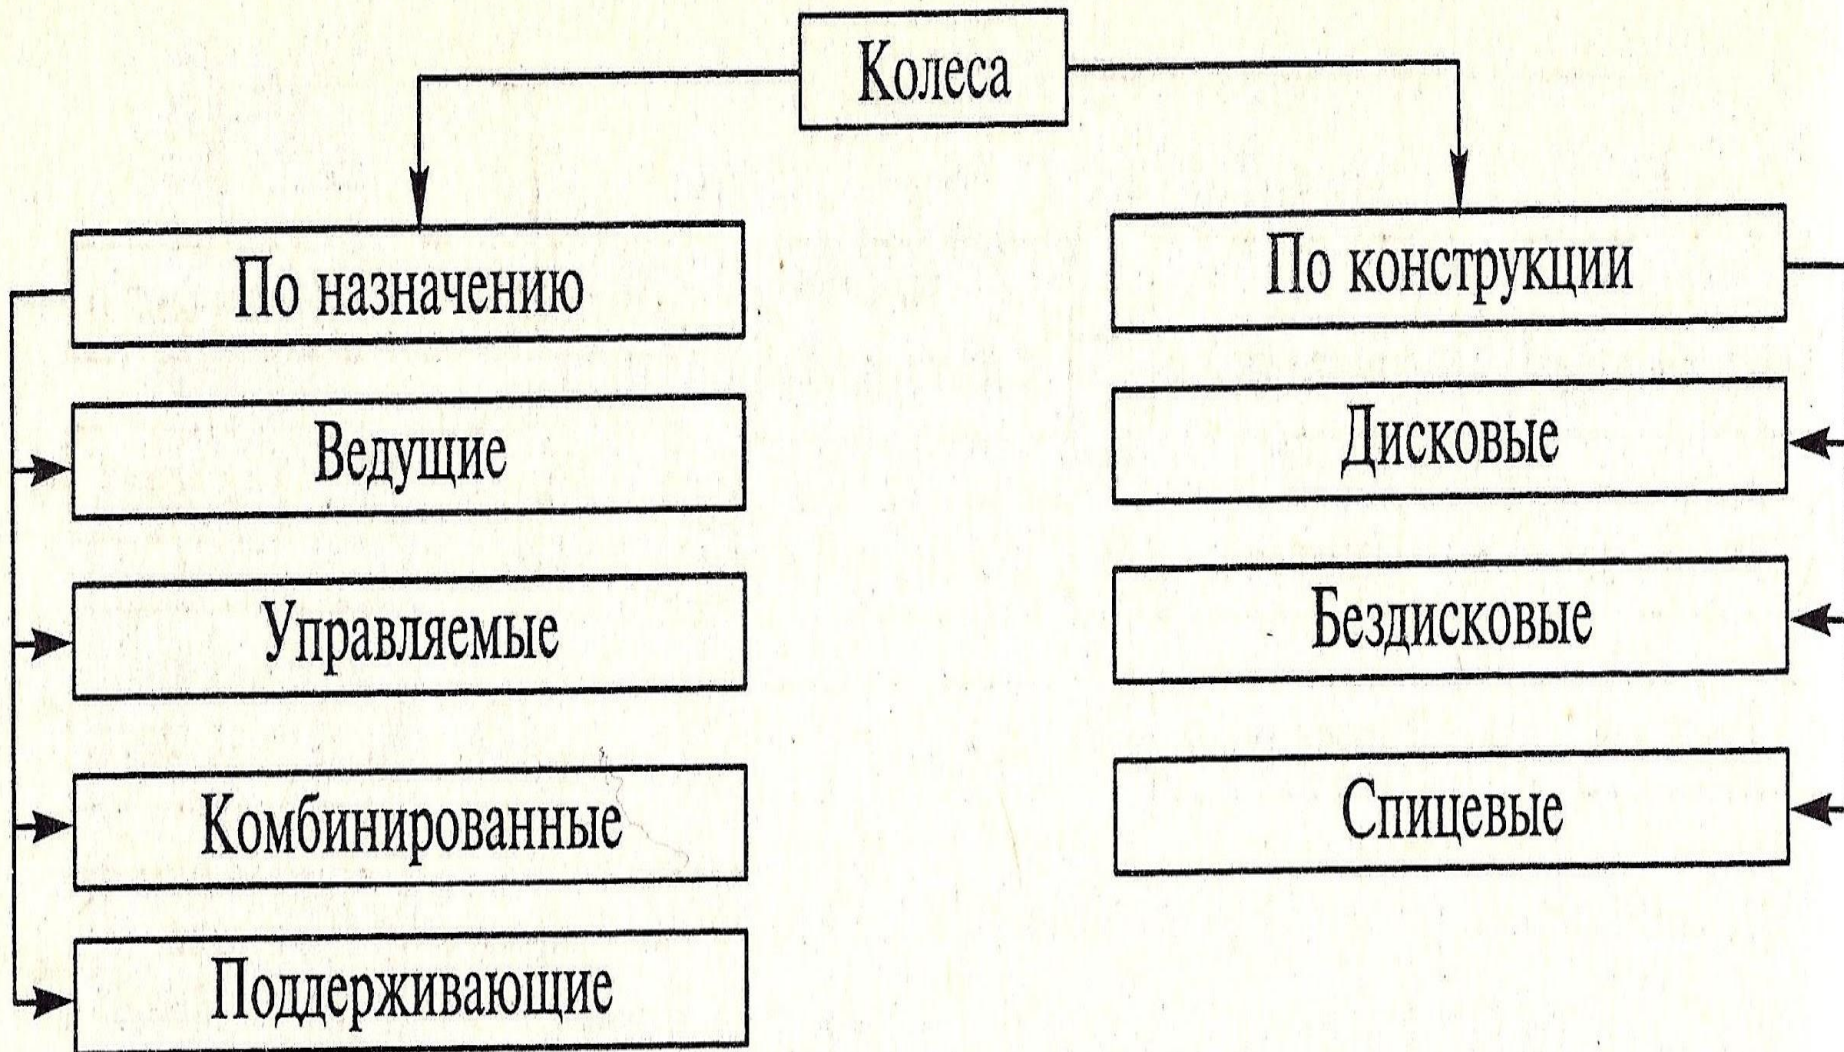 Колеса
По назначению
Ведущие
Управляемые
Комбинированные
Поддерживающие
По конструкции
Дисковые
Бездисковые
Спицевые